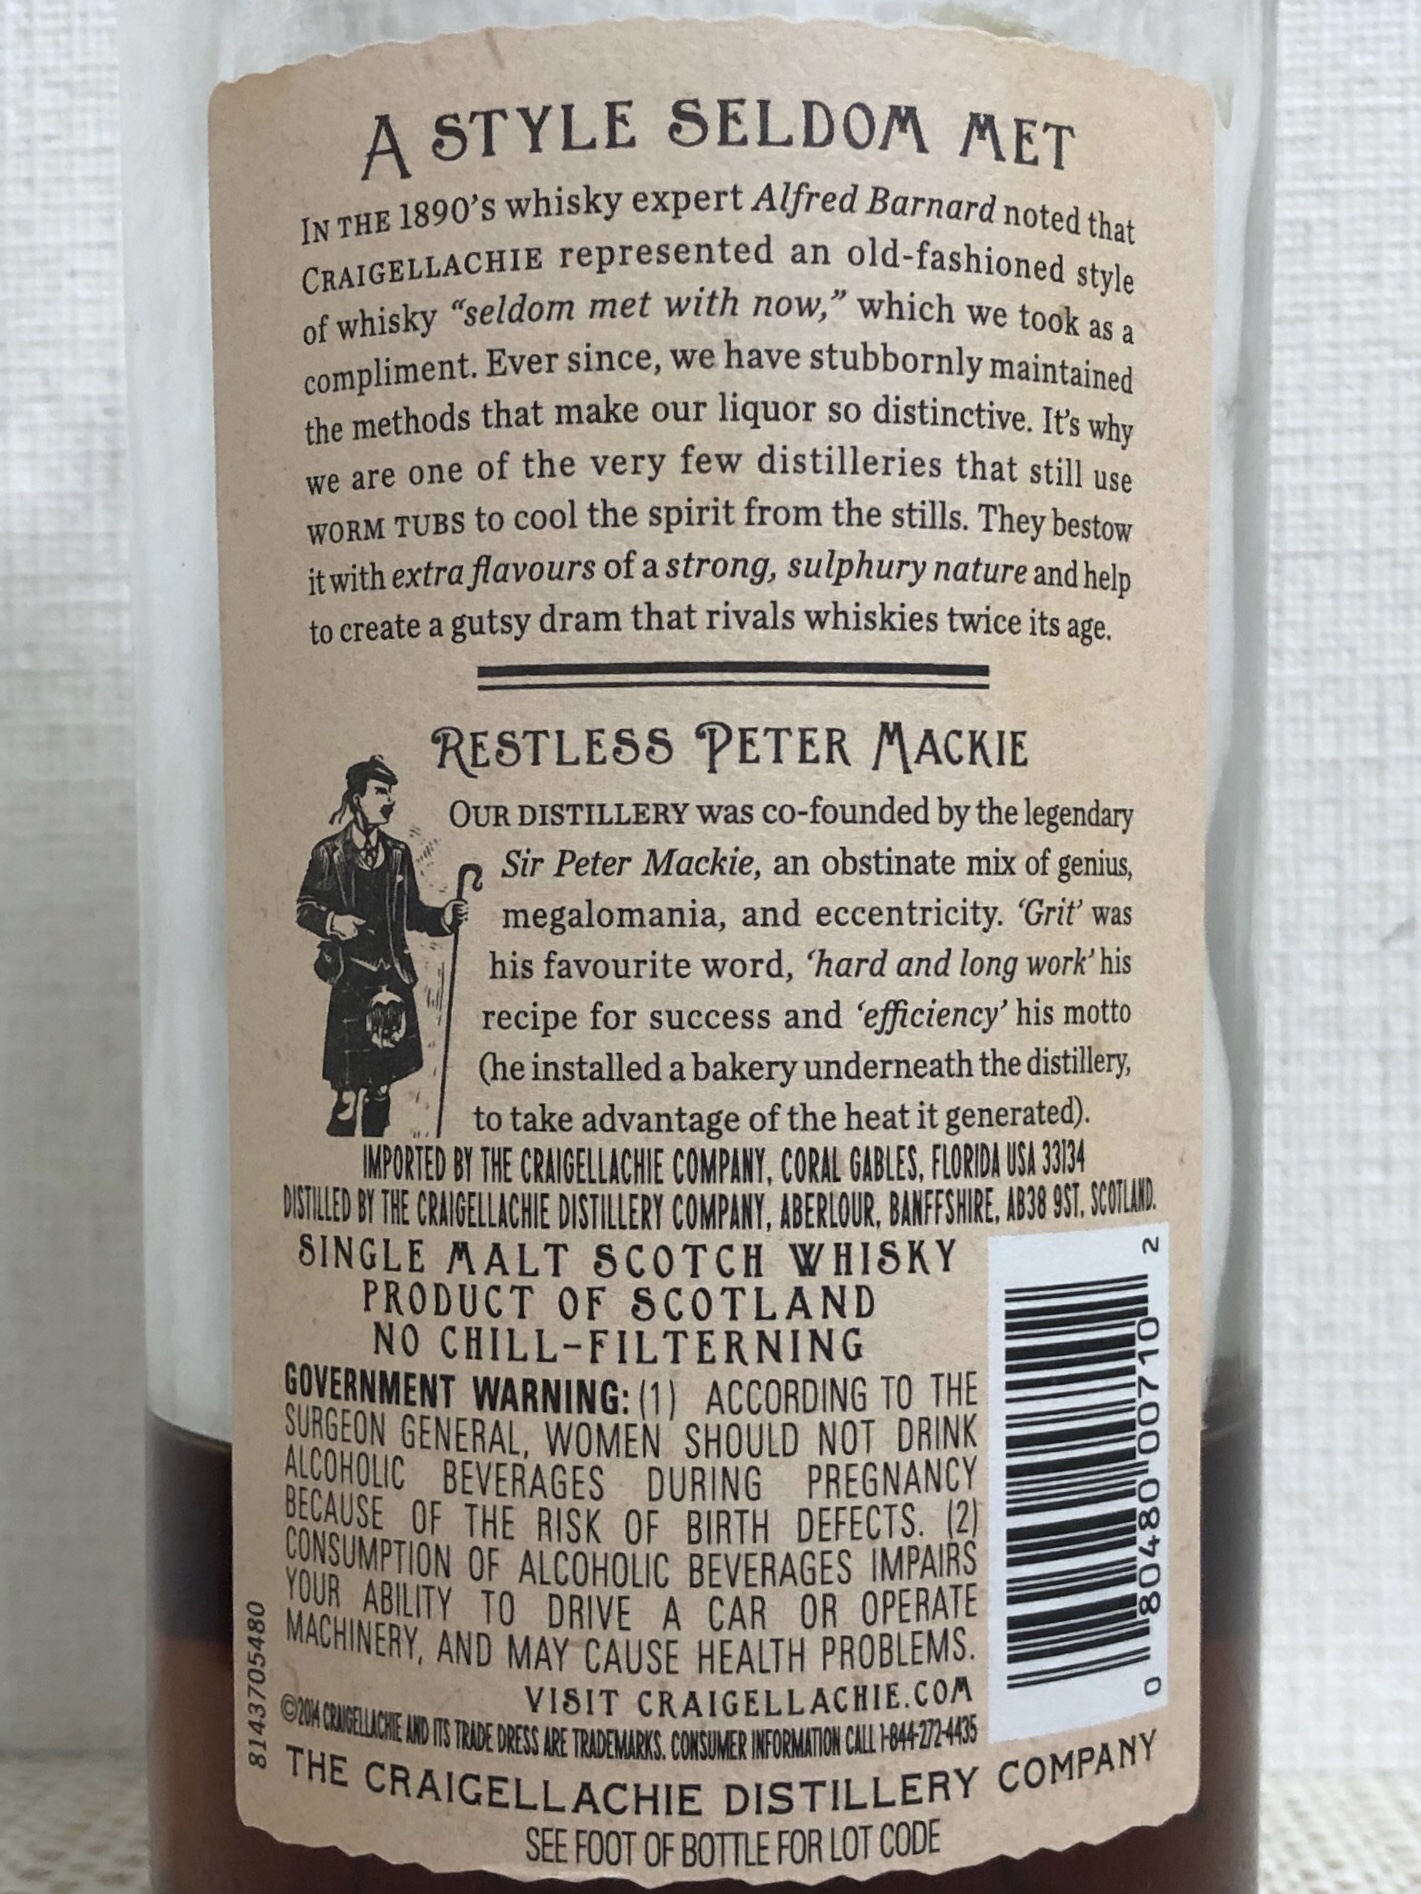 A STYLE SELDOM MET
IN THE 1890's whisky expert Alfred Barnard noted that
CRAIGELLACHIE represented an old-fashioned style
of whisky “seldom met with now,” which we took as a
compliment. Ever since, we have stubbornly maintained
the methods that make our liquor so distinctive. It's why
we are one of the very few distilleries that still use
WORM TUBS to cool the spirit from the stills. They bestow
it with extra flavours of a strong, sulphury nature and help
to create a gutsy dram that rivals whiskies twice its age.
RESTLESS PETER MACKIE
OUR DISTILLERY was co-founded by the legendary
Sir Peter Mackie, an obstinate mix of genius,
megalomania, and eccentricity. ‘Grit’ was
his favourite word, ‘hard and long work’ his
recipe for success and ‘efficiency’ his motto
(he installed a bakery underneath the distillery,
to take advantage of the heat it generated).
IMPORTED BY THE CRAIGELLACHIE COMPANY, CORAL GABLES, FLORIDA USA 33134
DISTILLED BY THE CRAIGELLACHIE DISTILLERY COMPANY, ABERLOUR, BANFFSHIRE, AB38 9ST, SCOTLAND.
SINGLE MALT SCOTCH WHISKY
PRODUCT OF SCOTLAND
NO CHILL-FILTERNING
GOVERNMENT WARNING: (1) ACCORDING TO THE
SURGEON GENERAL, WOMEN SHOULD NOT DRINK
ALCOHOLIC BEVERAGES DURING PREGNANCY
BECAUSE OF THE RISK OF BIRTH DEFECTS. (2)
CONSUMPTION OF ALCOHOLIC BEVERAGES IMPAIRS
YOUR ABILITY TO DRIVE A CAR OR OPERATE
MACHINERY, AND MAY CAUSE HEALTH PROBLEMS.
VISIT CRAIGELLACHIE.COM
©2014 CRAIGELLACHIE AND ITS TRADE DRESS ARE TRADEMARKS. CONSUMER INFORMATION CALL 1-844-272-4435
THE CRAIGELLACHIE DISTILLERY COMPANY
SEE FOOT OF BOTTLE FOR LOT CODE
8143705480
0 80480 00710 2